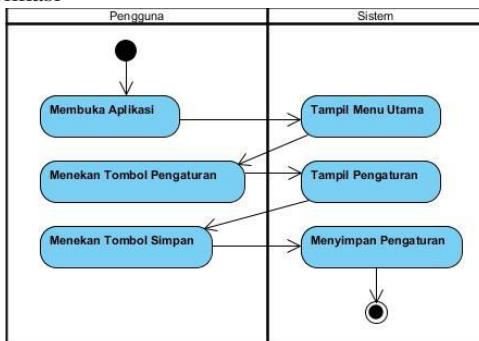 Pengguna
Sistem
Membuka Aplikasi
Tampil Menu Utama
Menekan Tombol Pengaturan
Tampil Pengaturan
Menekan Tombol Simpan
Menyimpan Pengaturan